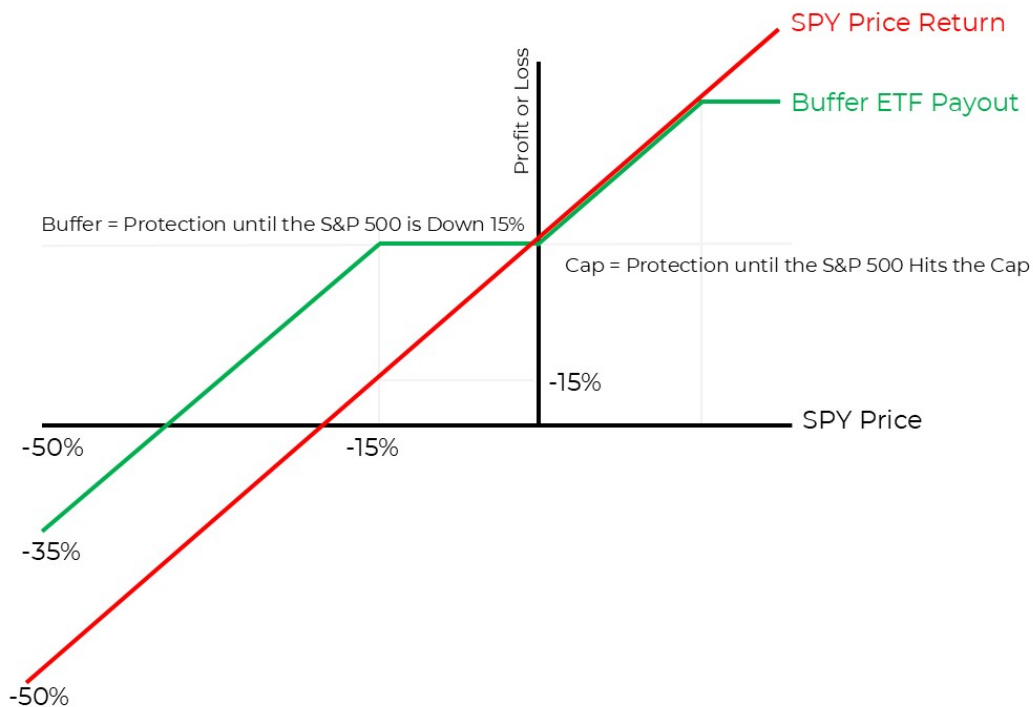 SPY Price Return
Profit or Loss
Buffer ETF Payout
Buffer = Protection until the S&P 500 is Down 15%
Cap = Protection until the S&P 500 Hits the Cap
-15%
SPY Price
-50%
-15%
-35%
-50%